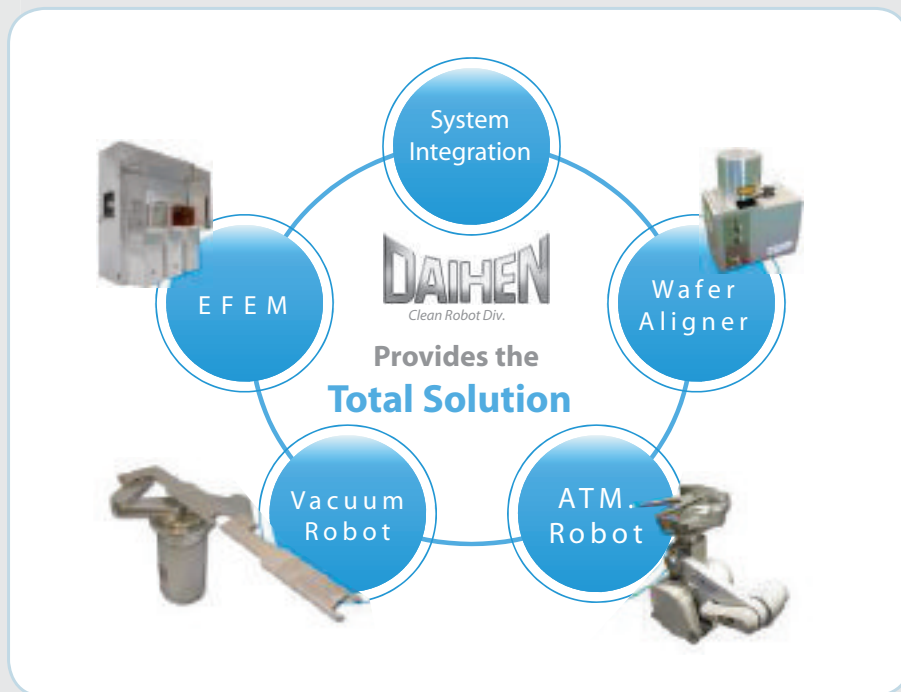 System
Integration
EFEM
DAIHEN
Clean Robot Div.
Wafer
Aligner
Provides the
Total Solution
Vacuum
Robot
ATM.
Robot